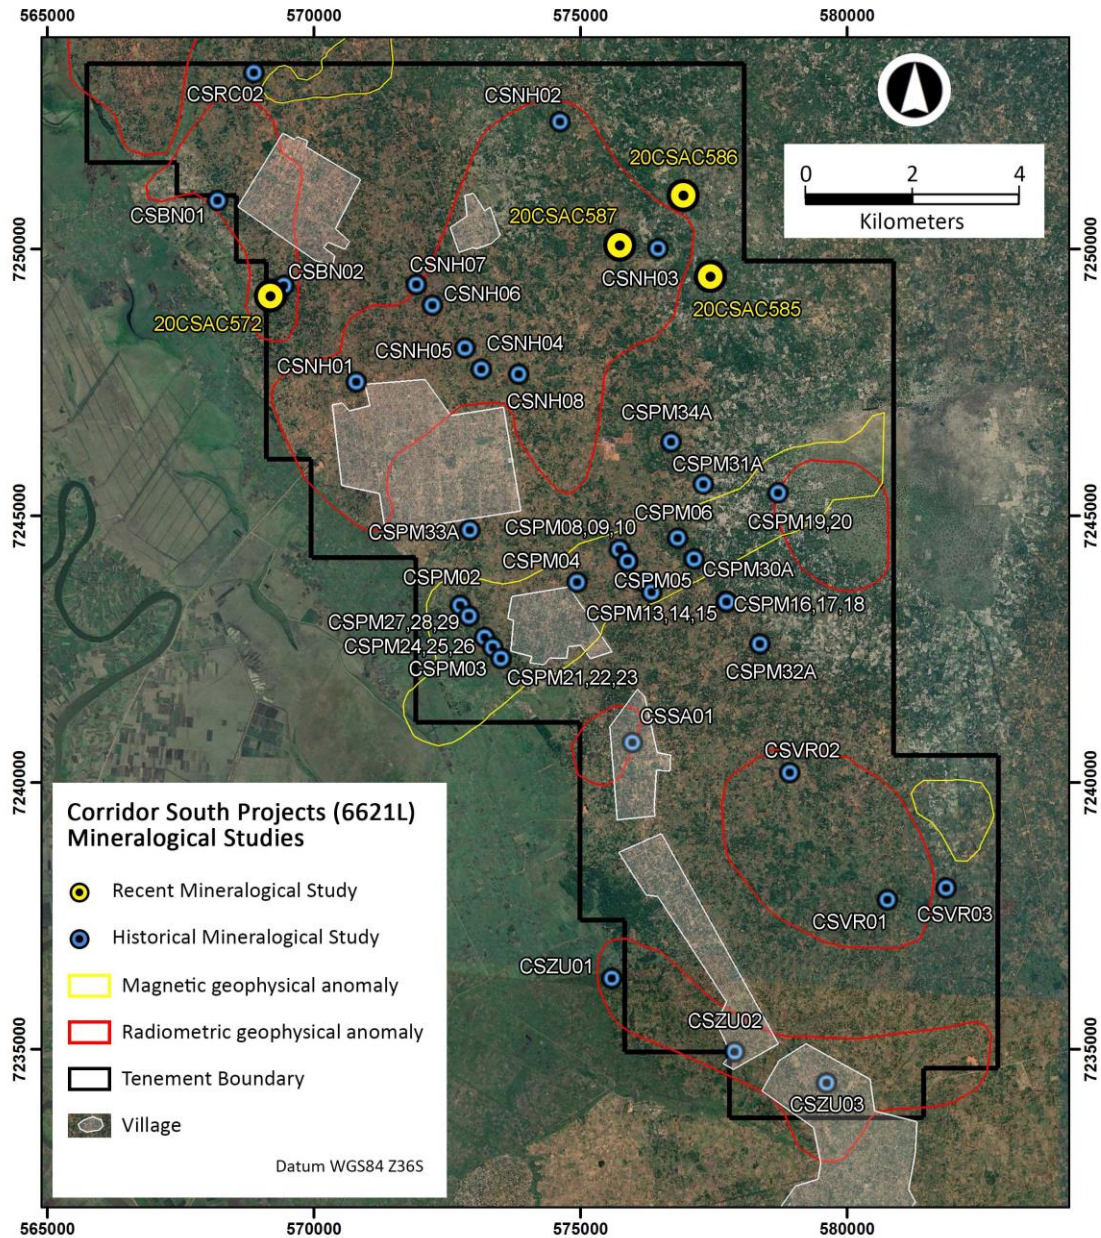 565000
570000
575000
580000
CSRC02
CSNH02
20CSAC586
0 2 4
Kilometers
CSBN01
20CSAC587
7250000
7250000
CSNH07
CSBN02
CSNH03
CSNH06
20CSAC572
20CSAC585
CSNH05
CSNH04
CSNH01
CSNH08
CSPM34A
CSPM31A
7245000
7245000
CSPM33A
CSPM08,09,10
CSPM06
CSPM19,20
CSPM04
CSPM02
CSPM05
CSPM30A
CSPM13,14,15
CSPM16,17,18
CSPM27,28,29
CSPM24,25,26
CSPM03
CSPM21,22,23
CSPM32A
CSSA01
CSVR02
7240000
7240000
Corridor South Projects (6621L)
Mineralogical Studies
Recent Mineralogical Study
Historical Mineralogical Study
Magnetic geophysical anomaly
Radiometric geophysical anomaly
Tenement Boundary
Village
Datum WGS84 Z36S
CSVR01
CSVR03
CSZU01
CSZU02
7235000
7235000
CSZU03
565000
570000
575000
580000